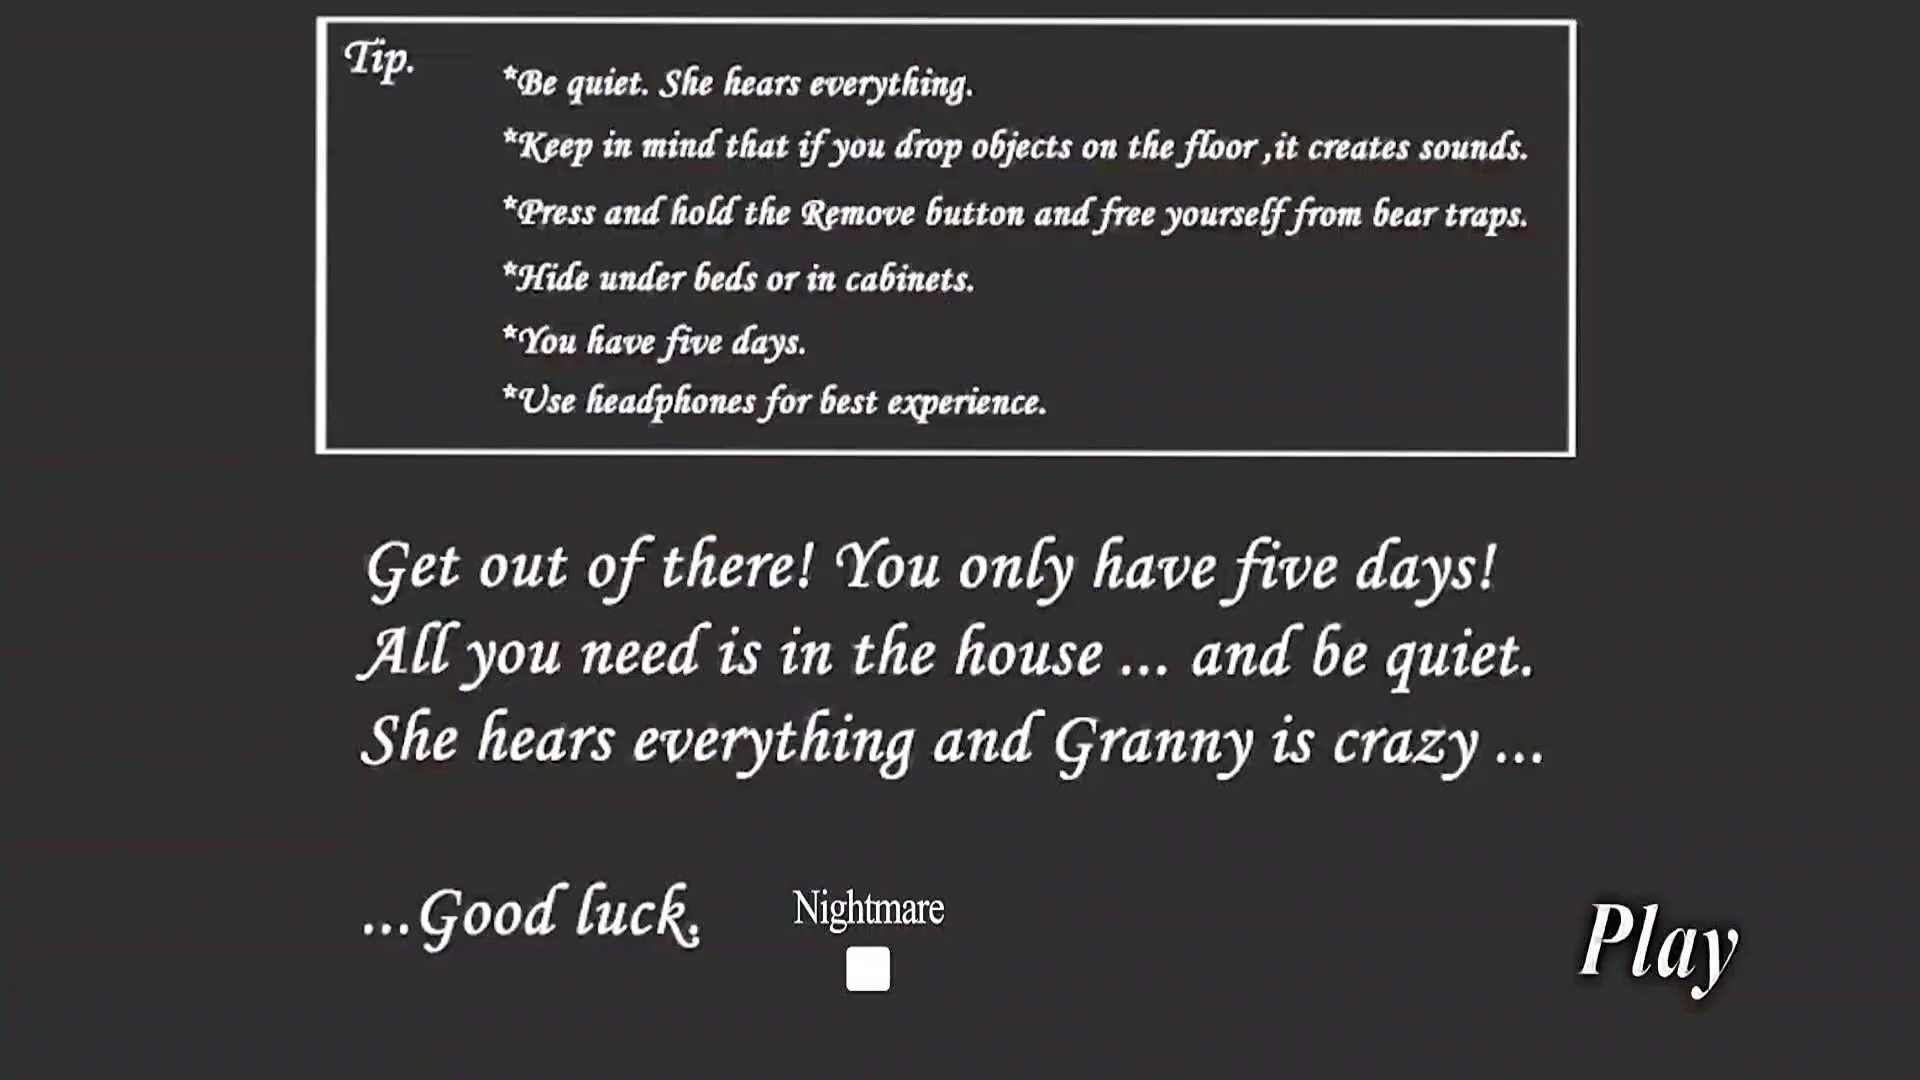 Tip.
*Be quiet. She hears everything.
*Keep in mind that if you drop objects on the floor ,it creates sounds.
*Press and hold the Remove button and free yourself from bear traps.
*Hide under beds or in cabinets.
*You have five days.
*Use headphones for best experience.
Get out of there! You only have five days!
All you need is in the house ... and be quiet.
She hears everything and Granny is crazy ...
...Good luck.
Nightmare
Play